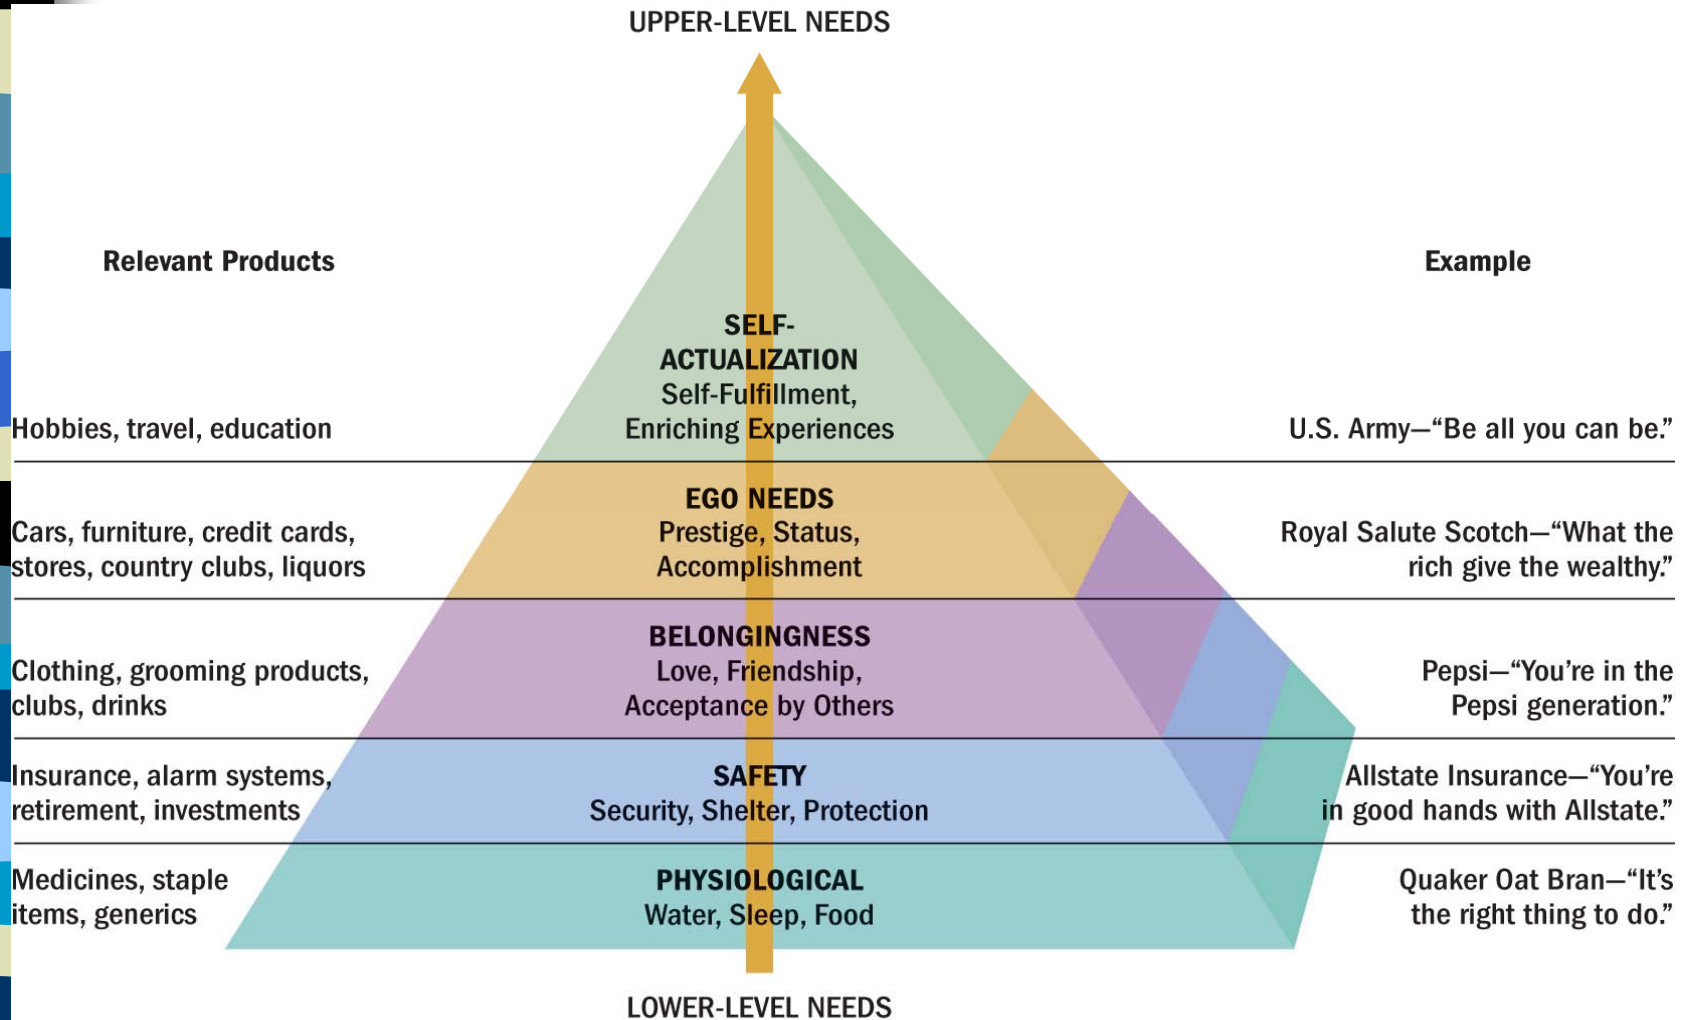 UPPER-LEVEL NEEDS
Relevant Products
Example
SELF-
ACTUALIZATION
Self-Fulfillment,
Enriching Experiences
Hobbies, travel, education
U.S. Army—“Be all you can be.”
EGO NEEDS
Prestige, Status,
Accomplishment
Cars, furniture, credit cards,
stores, country clubs, liquors
Royal Salute Scotch—“What the
rich give the wealthy.”
BELONGINGNESS
Love, Friendship,
Acceptance by Others
Clothing, grooming products,
clubs, drinks
Pepsi—“You’re in the
Pepsi generation.”
SAFETY
Security, Shelter, Protection
Insurance, alarm systems,
retirement, investments
Allstate Insurance—“You’re
in good hands with Allstate.”
PHYSIOLOGICAL
Water, Sleep, Food
Medicines, staple
items, generics
Quaker Oat Bran—“It’s
the right thing to do.”
LOWER-LEVEL NEEDS